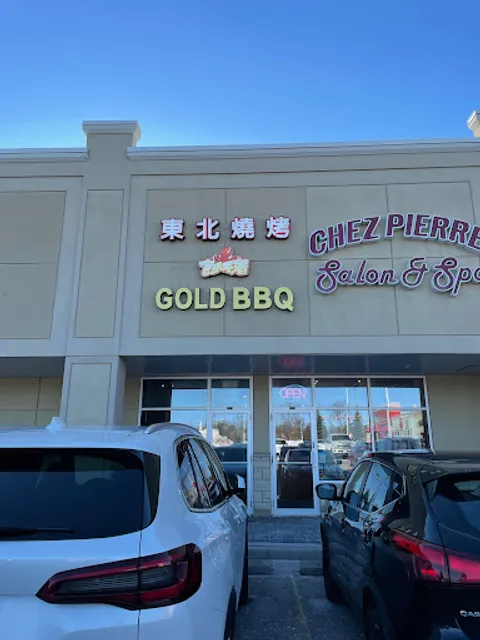 東北燒烤
GOLD BBQ
CHEZ PIERRE
Salon & Spa
OPEN